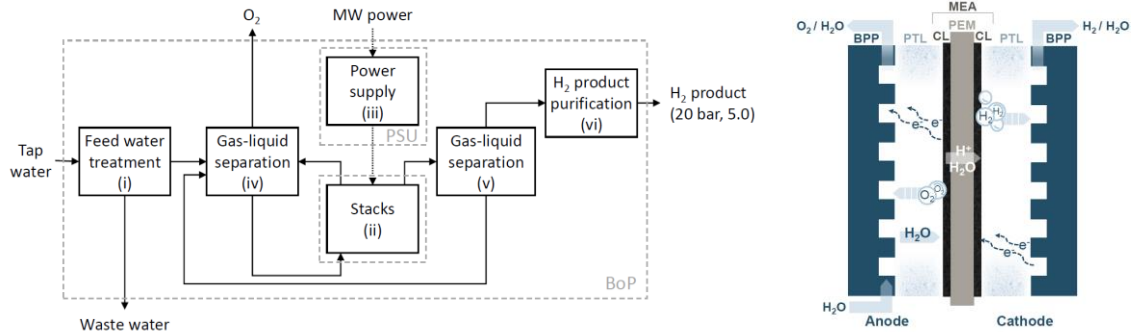 O₂
MW power
Power
supply
(iii)
PSU
H₂ product
purification
(vi)
H₂ product
(20 bar, 5.0)
Tap
water
Feed water
treatment
(i)
Gas-liquid
separation
(iv)
Stacks
(ii)
Gas-liquid
separation
(v)
BoP
Waste water
MEA
O₂ / H₂O
PEM
H₂ / H₂O
BPP
PTL
CL
CL
PTL
BPP
e⁻
e⁻
H₂
H₂
H⁺
H₂O
O₂
O₂
H₂O
e⁻
e⁻
H₂O
Anode
Cathode